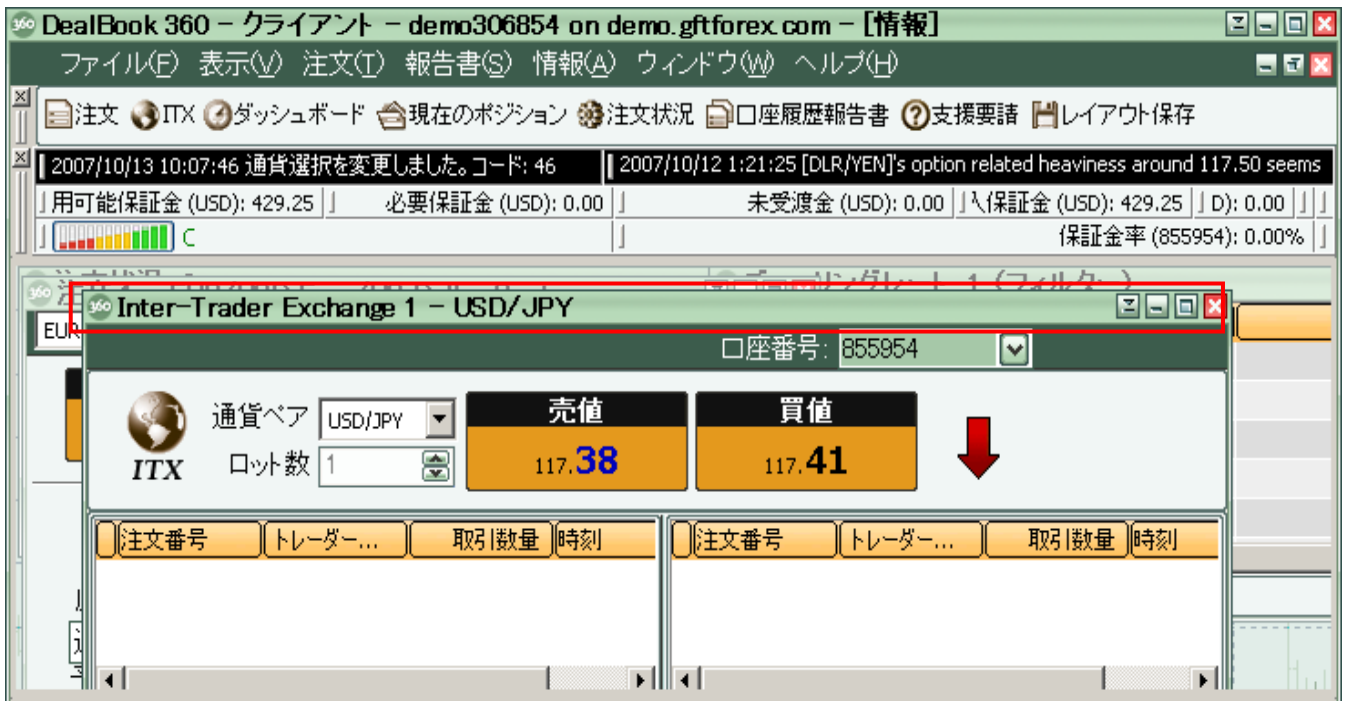 DealBook 360 - クライアント - demo306854 on demo.gftforex.com - [情報]
ファイル(F) 表示(V) 注文(T) 報告書(S) 情報(A) ウィンドウ(W) ヘルプ(H)
注文 ITX ダッシュボード 現在のポジション 注文状況 口座履歴報告書 支援要請 レイアウト保存
2007/10/13 10:07:46 通貨選択を変更しました。コード: 46 2007/10/12 1:21:25 [DLR/YEN]'s option related heaviness around 117.50 seems
用可能保証金 (USD): 429.25 必要保証金 (USD): 0.00 未受渡金 (USD): 0.00 保証金 (USD): 429.25 D): 0.00
C 保証金率 (855954): 0.00%
Inter-Trader Exchange 1 - USD/JPY
EUR
口座番号: 855954
通貨ペア USD/JPY 売値 買値
ITX ロット数 1 117.38 117.41
注文番号 トレーダー... 取引数量 時刻 注文番号 トレーダー... 取引数量 時刻